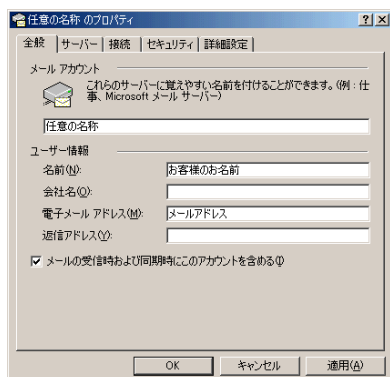 任意の名称 のプロパティ
全般 サーバー 接続 セキュリティ 詳細設定
メール アカウント
これらのサーバーに覚えやすい名前を付けることができます。(例 : 仕
事、Microsoft メール サーバー)
任意の名称
ユーザー情報
名前(N): お客様のお名前
会社名(O):
電子メール アドレス(M): メールアドレス
返信アドレス(Y):
メールの受信時および同期時にこのアカウントを含める(I)
OK キャンセル 適用(A)